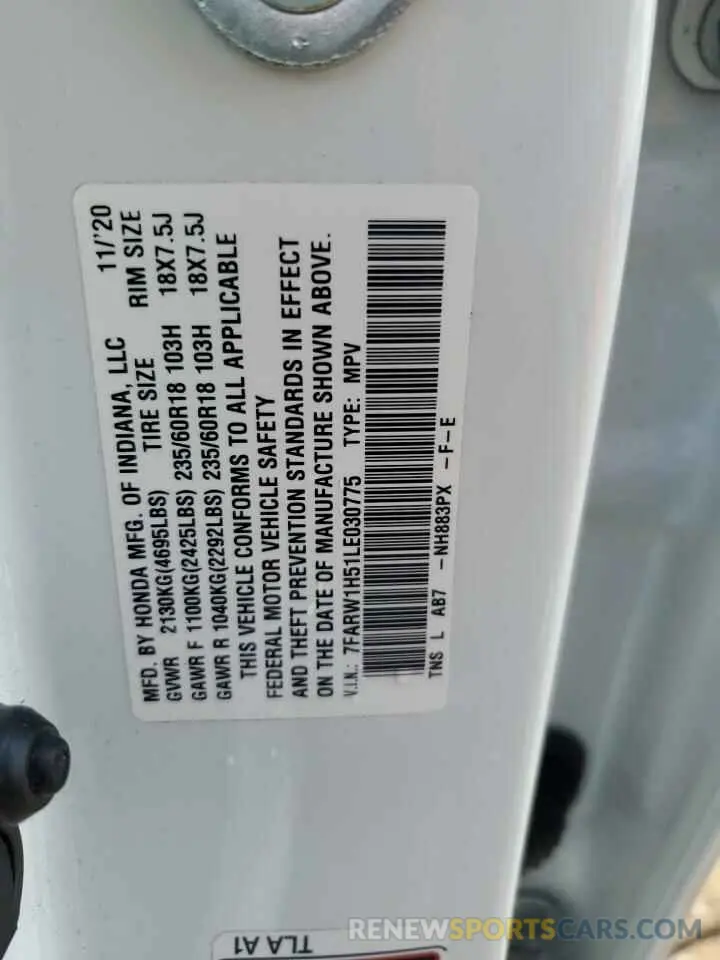 MFD. BY HONDA MFG. OF INDIANA, LLC 11/'20
TIRE SIZE RIM SIZE
GVWR 2130KG(4695LBS)
GAWR F 1100KG(2425LBS) 235/60R18 103H 18X7.5J
GAWR R 1040KG(2292LBS) 235/60R18 103H 18X7.5J
THIS VEHICLE CONFORMS TO ALL APPLICABLE
FEDERAL MOTOR VEHICLE SAFETY
AND THEFT PREVENTION STANDARDS IN EFFECT
ON THE DATE OF MANUFACTURE SHOWN ABOVE.
V.I.N.: 7FARW1H51LE030775 TYPE: MPV
TNS L AB7 -NH883PX -F-E
TLA A1
RENEWSPORTSCARS.COM